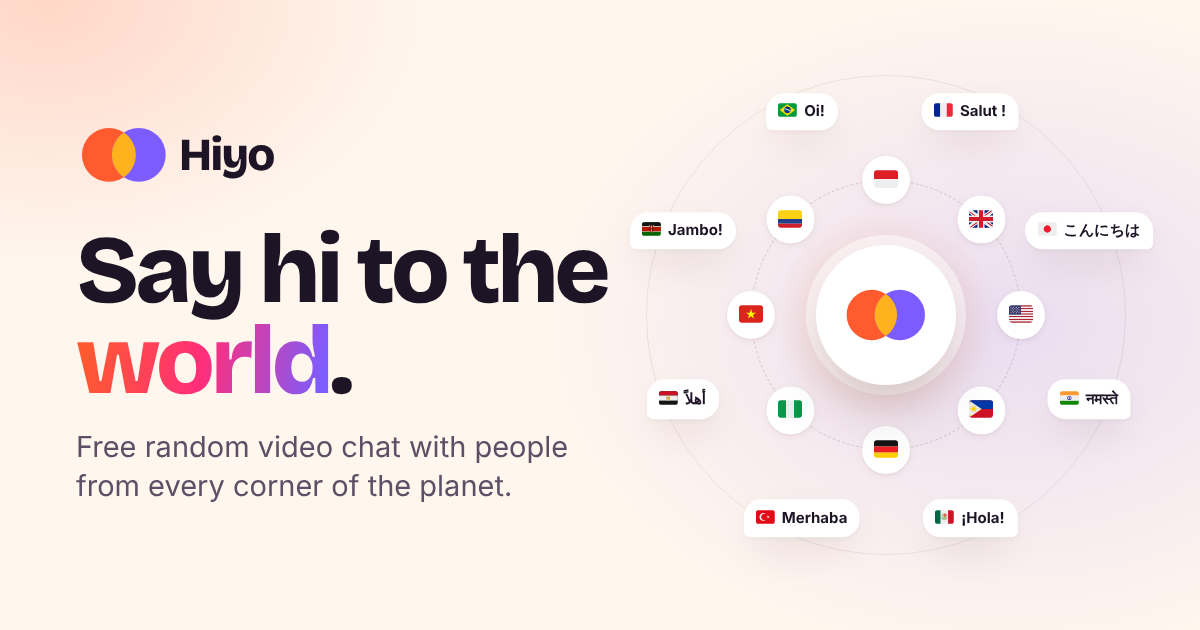 Hiyo
Say hi to the
world.
Free random video chat with people
from every corner of the planet.
Oi!
Salut !
Jambo!
こんにちは
أهلاً
नमस्ते
Merhaba
¡Hola!